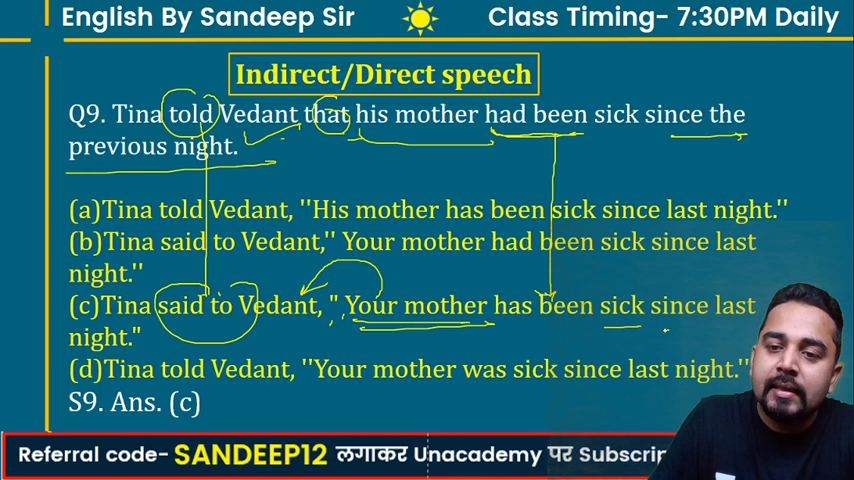 English By Sandeep Sir
Class Timing- 7:30PM Daily
Indirect/Direct speech
Q9. Tina told Vedant that his mother had been sick since the
previous night.
(a)Tina told Vedant, ''His mother has been sick since last night.''
(b)Tina said to Vedant,'' Your mother had been sick since last
night.''
(c)Tina said to Vedant, " Your mother has been sick since last
night."
(d)Tina told Vedant, ''Your mother was sick since last night.''
S9. Ans. (c)
Referral code- SANDEEP12 लगाकर Unacademy पर Subscrip